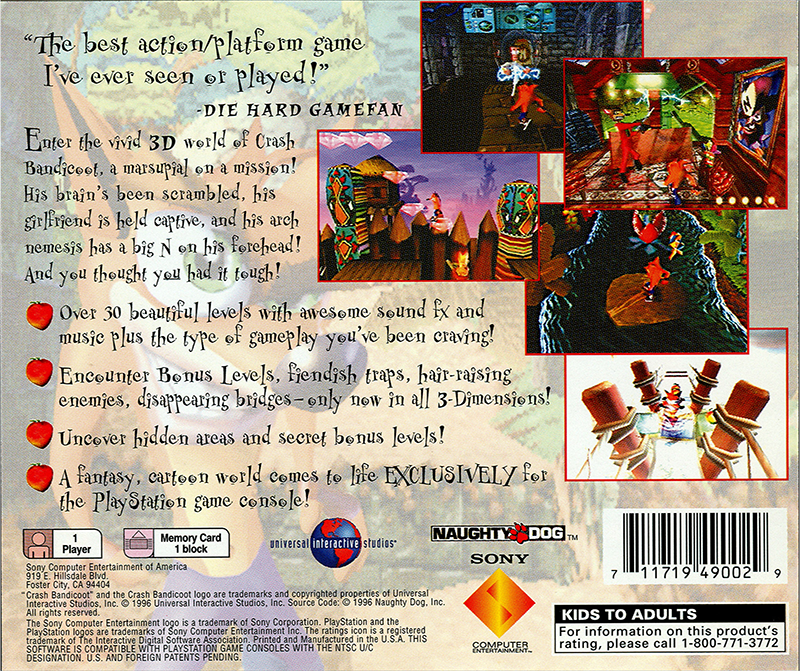 “The best action/platform game
I've ever seen or played!”
-DIE HARD GAMEFAN
Enter the vivid 3D world of Crash
Bandicoot, a marsupial on a mission!
His brain's been scrambled, his
girlfriend is held captive, and his arch
nemesis has a big N on his forehead!
And you thought you had it tough!
Over 30 beautiful levels with awesome sound fx and
music plus the type of gameplay you've been craving!
Encounter Bonus Levels, fiendish traps, hair-raising
enemies, disappearing bridges–only now in all 3-Dimensions!
Uncover hidden areas and secret bonus levels!
A fantasy, cartoon world comes to life EXCLUSIVELY for
the PlayStation game console!
1
Player
Memory Card
1 block
universal interactive studios™
NAUGHTY DOG™
SONY
COMPUTER
ENTERTAINMENT™
Sony Computer Entertainment of America
919 E. Hillsdale Blvd.
Foster City, CA 94404
"Crash Bandicoot" and the Crash Bandicoot logo are trademarks and copyrighted properties of Universal
Interactive Studios, Inc. © 1996 Universal Interactive Studios, Inc. Source Code: © 1996 Naughty Dog, Inc.
All rights reserved.
The Sony Computer Entertainment logo is a trademark of Sony Corporation. PlayStation and the
PlayStation logos are trademarks of Sony Computer Entertainment Inc. The ratings icon is a registered
trademark of The Interactive Digital Software Association. Printed and Manufactured in the U.S.A. THIS
SOFTWARE IS COMPATIBLE WITH PLAYSTATION GAME CONSOLES WITH THE NTSC U/C
DESIGNATION. U.S. AND FOREIGN PATENTS PENDING.
7 11719 49002 9
KIDS TO ADULTS
For information on this product's
rating, please call 1-800-771-3772